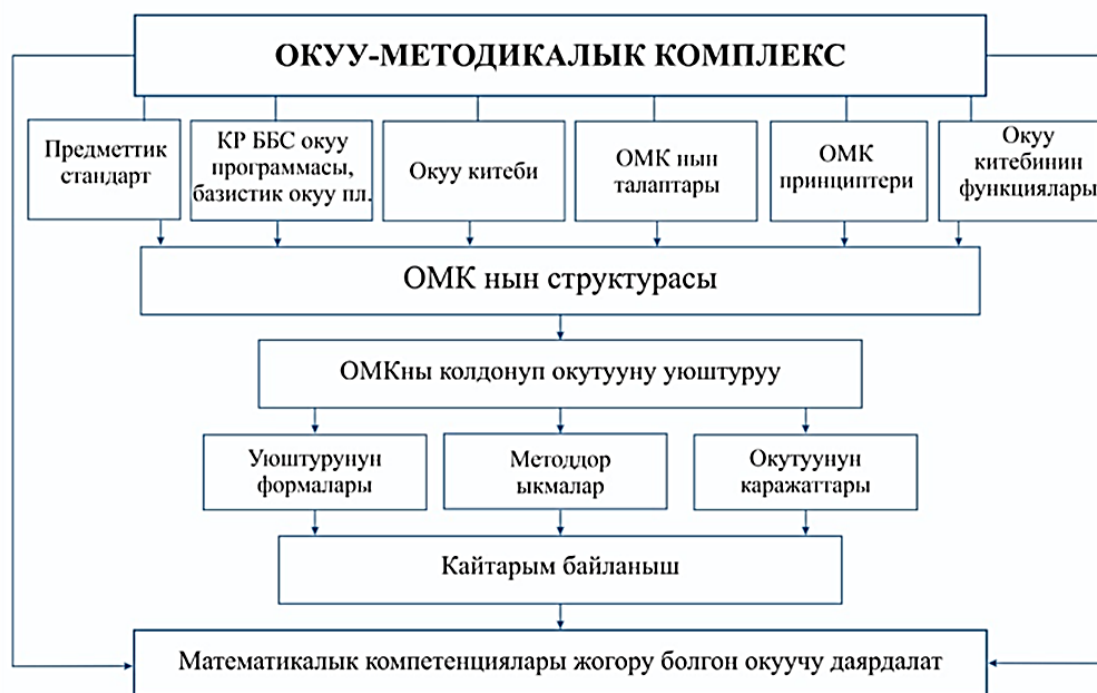 ОКУУ-МЕТОДИКАЛЫК КОМПЛЕКС
Предметтик
стандарт
КР ББС окуу
программасы,
базистик окуу пл.
Окуу китеби
ОМК нын
талаптары
ОМК
принциптери
Окуу
китебинин
функциялары
ОМК нын структурасы
ОМКны колдонуп окутууну уюштуруу
Уюштурунун
формалары
Методдор
ыкмалар
Окутуунун
каражаттары
Кайтарым байланыш
Математикалык компетенциялары жогору болгон окуучу даярдалат